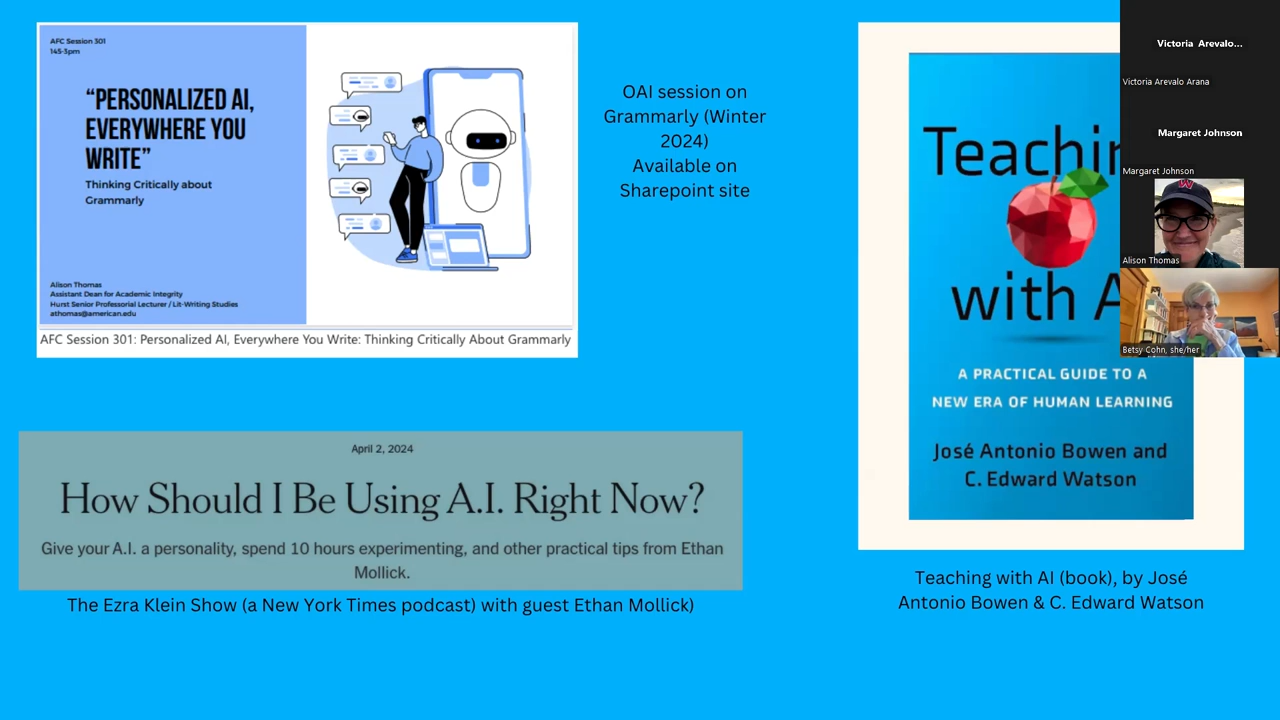 AFC Session 301
145-3pm
“PERSONALIZED AI,
EVERYWHERE YOU
WRITE”
Thinking Critically about
Grammarly
Alison Thomas
Assistant Dean for Academic Integrity
Hurst Senior Professorial Lecturer / Lit-Writing Studies
athomas@american.edu
AFC Session 301: Personalized AI, Everywhere You Write: Thinking Critically About Grammarly
OAI session on
Grammarly (Winter
2024)
Available on
Sharepoint site
April 2, 2024
How Should I Be Using A.I. Right Now?
Give your A.I. a personality, spend 10 hours experimenting, and other practical tips from Ethan
Mollick.
The Ezra Klein Show (a New York Times podcast) with guest Ethan Mollick)
Teachin
with A
A PRACTICAL GUIDE TO A
NEW ERA OF HUMAN LEARNING
José Antonio Bowen and
C. Edward Watson
Teaching with AI (book), by José
Antonio Bowen & C. Edward Watson
Victoria Arevalo...
Victoria Arevalo Arana
Margaret Johnson
Margaret Johnson
W
Alison Thomas
Betsy Cohn, she/her